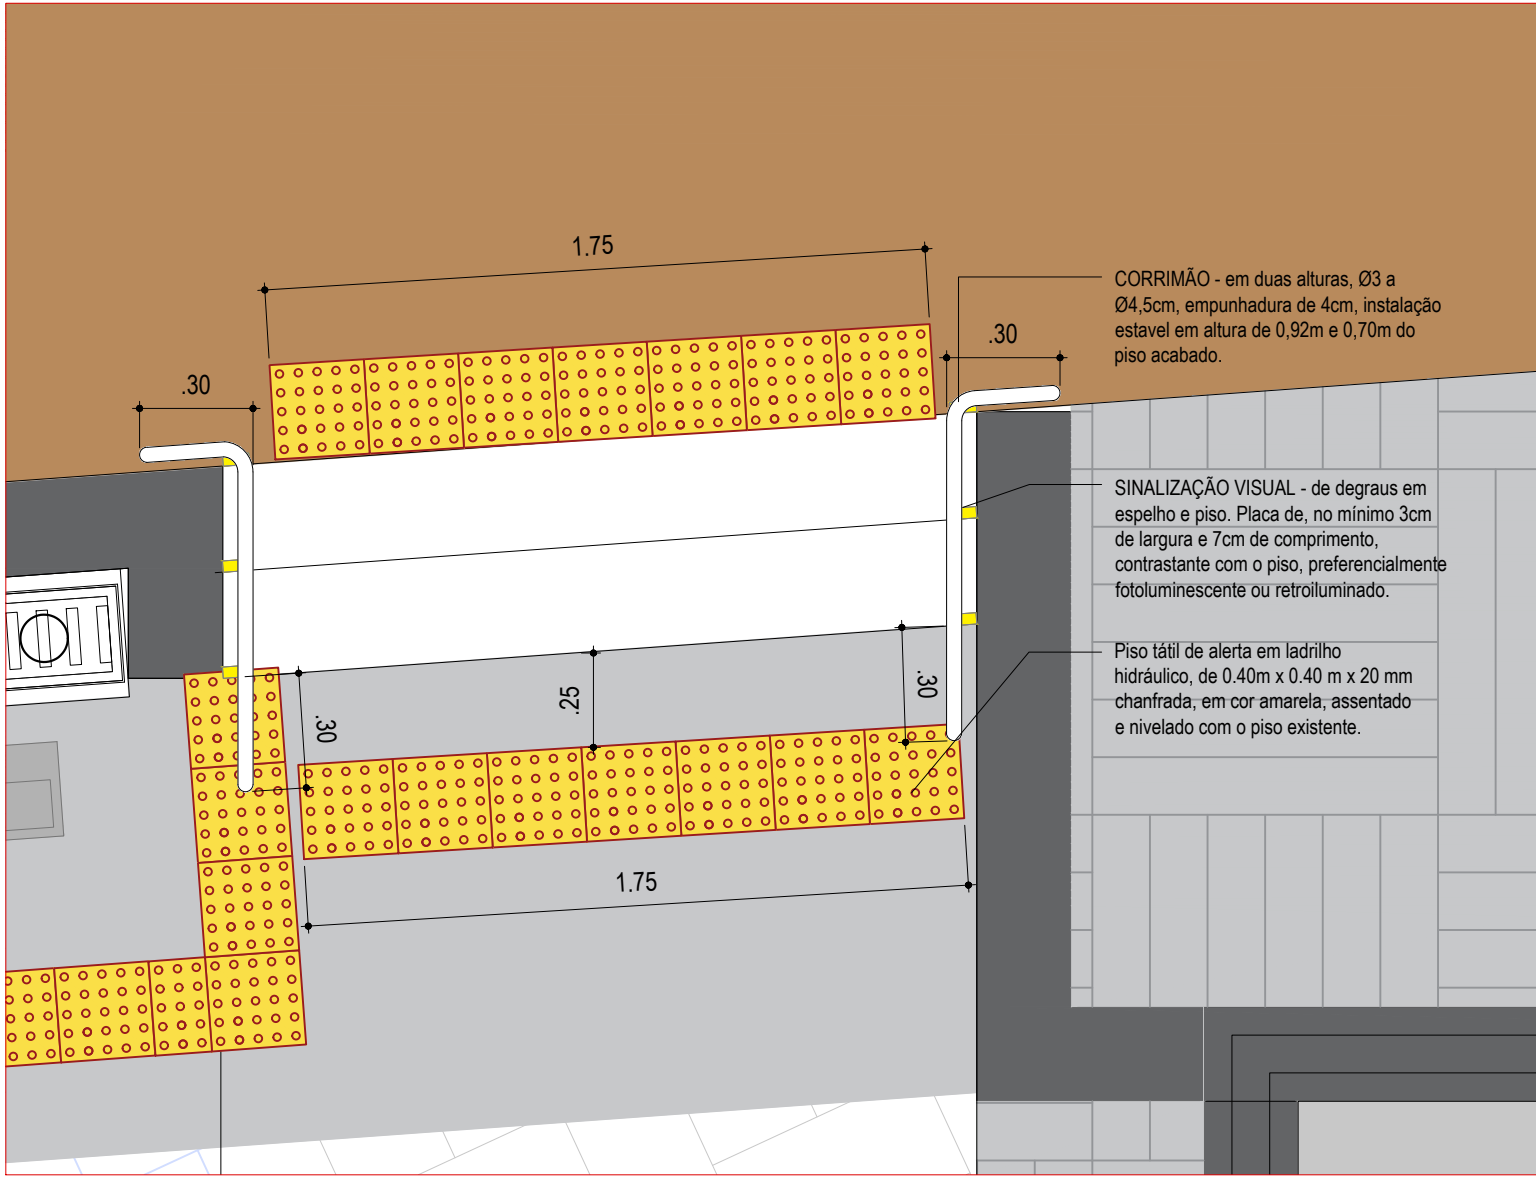 1.75
CORRIMÃO - em duas alturas, Ø3 a
Ø4,5cm, empunhadura de 4cm, instalação
estavel em altura de 0,92m e 0,70m do
piso acabado.
.30
.30
SINALIZAÇÃO VISUAL - de degraus em
espelho e piso. Placa de, no mínimo 3cm
de largura e 7cm de comprimento,
contrastante com o piso, preferencialmente
fotoluminescente ou retroiluminado.
Piso tátil de alerta em ladrilho
hidráulico, de 0.40m x 0.40 m x 20 mm
chanfrada, em cor amarela, assentado
e nivelado com o piso existente.
.30
.25
.30
1.75